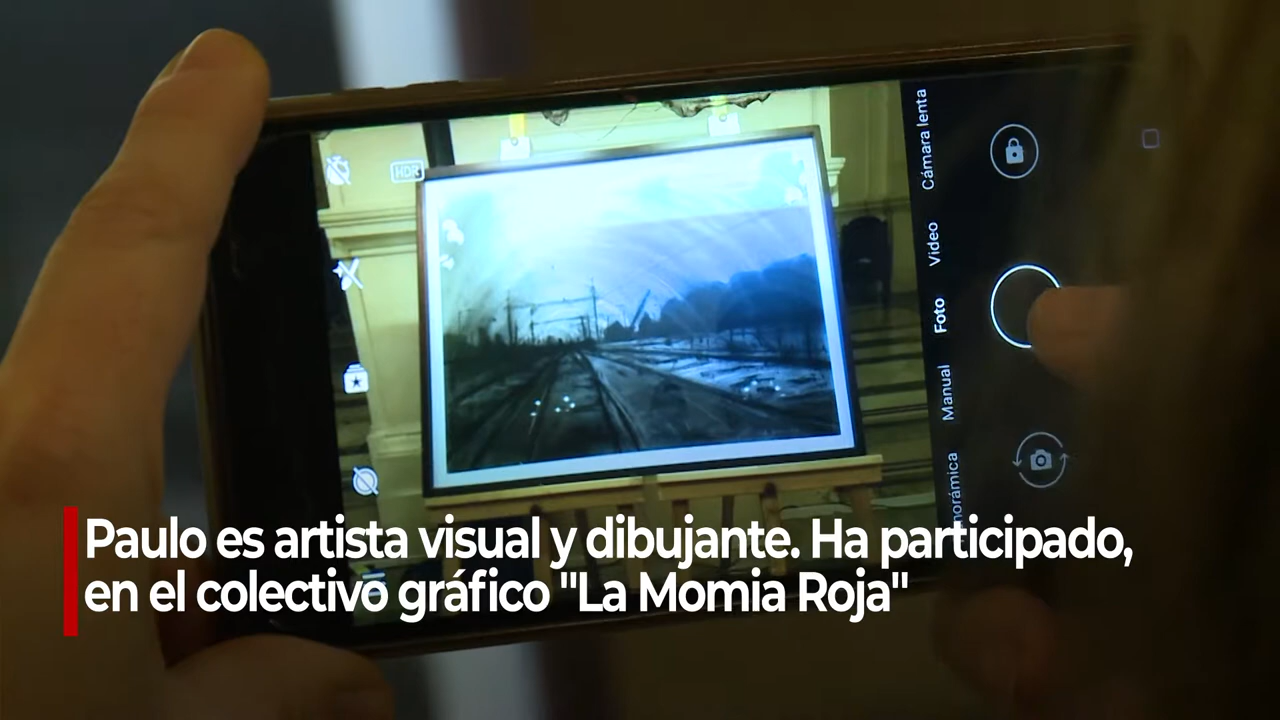 HDR
Cámara lenta
Video
Foto
Manual
Paulo es artista visual y dibujante. Ha participado,
en el colectivo gráfico "La Momia Roja"